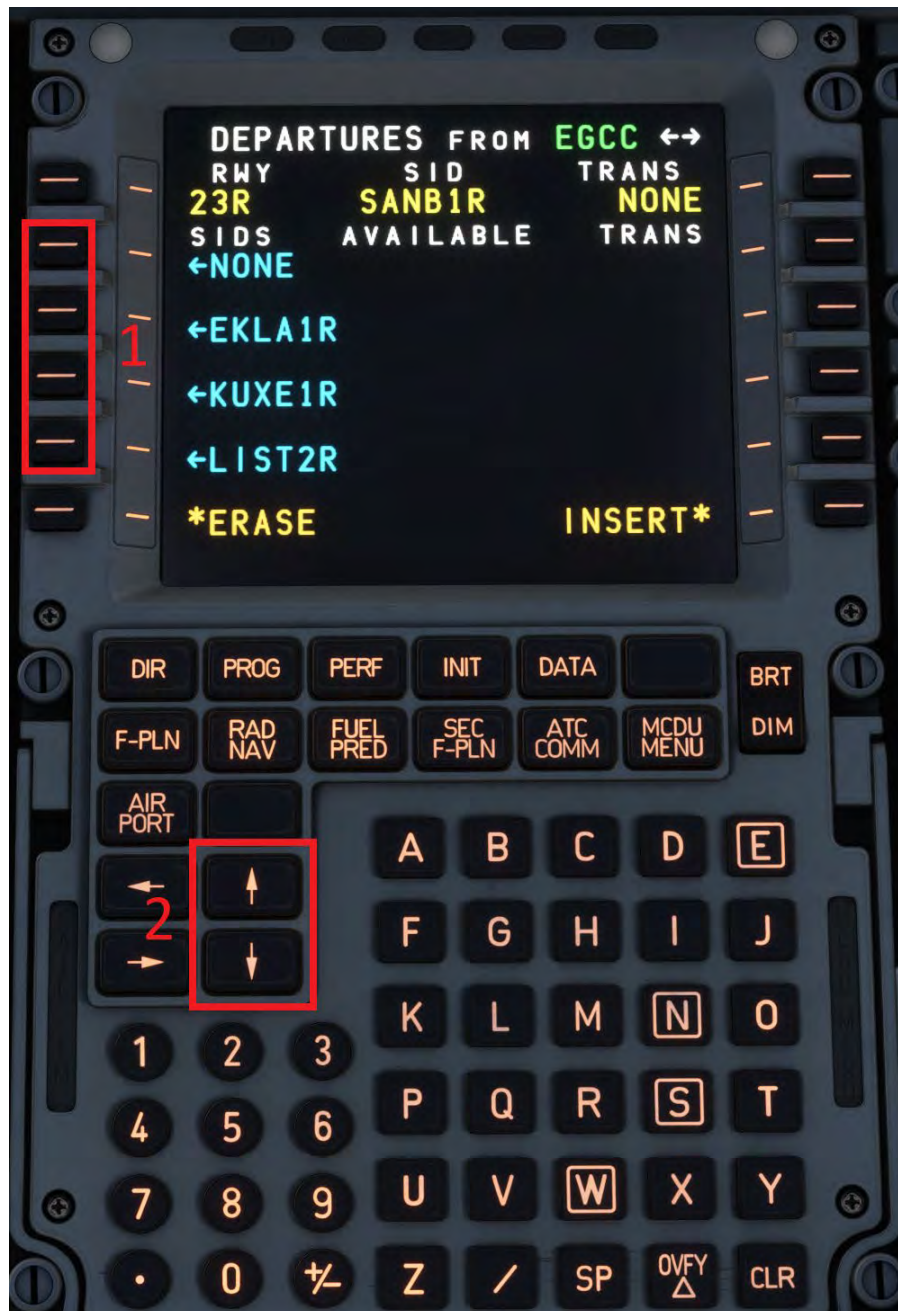 DEPARTURES FROM EGCC ←→
RWY SID TRANS
23R SANB1R NONE
SIDS AVAILABLE TRANS
←NONE
←EKLA1R
←KUXE1R
←LIST2R
*ERASE INSERT*
1
DIR PROG PERF INIT DATA
BRT
DIM
F-PLN RAD NAV FUEL PRED SEC F-PLN ATC COMM MCDU MENU
AIR PORT
← ↑
2
→ ↓
A B C D E
F G H I J
K L M N O
P Q R S T
U V W X Y
Z / SP OVFY Δ CLR
1 2 3
4 5 6
7 8 9
. 0 +/-